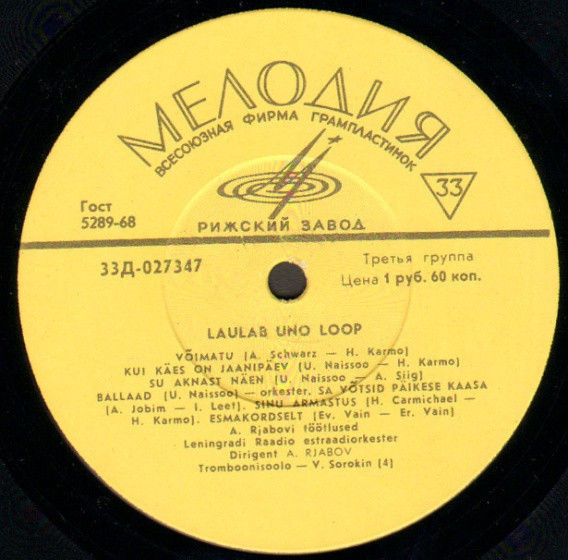 МЕЛОДИЯ
ВСЕСОЮЗНАЯ ФИРМА ГРАМПЛАСТИНОК
33
Гост
5289-68
РИЖСКИЙ ЗАВОД
33Д-027347
Третья группа
Цена 1 руб. 60 коп.
LAULAB UNO LOOP
VÕIMATU (A. Schwarz — H. Karmo)
KUI KÄES ON JAANIPÄEV (U. Naissoo — H. Karmo)
SU AKNAST NÄEN (U. Naissoo — A. Siig)
BALLAAD (U. Naissoo) — orkester. SA VÕTSID PÄIKESE KAASA
(A. Jobim — I. Leet). SINU ARMASTUS (H. Carmichael —
H. Karmo). ESMAKORDSELT (Ev. Vain — Er. Vain)
A. Rjabovi töötlused
Leningradi Raadio estraadiorkester
Dirigent A. RJABOV
Tromboonisoolo — V. Sorokin (4)